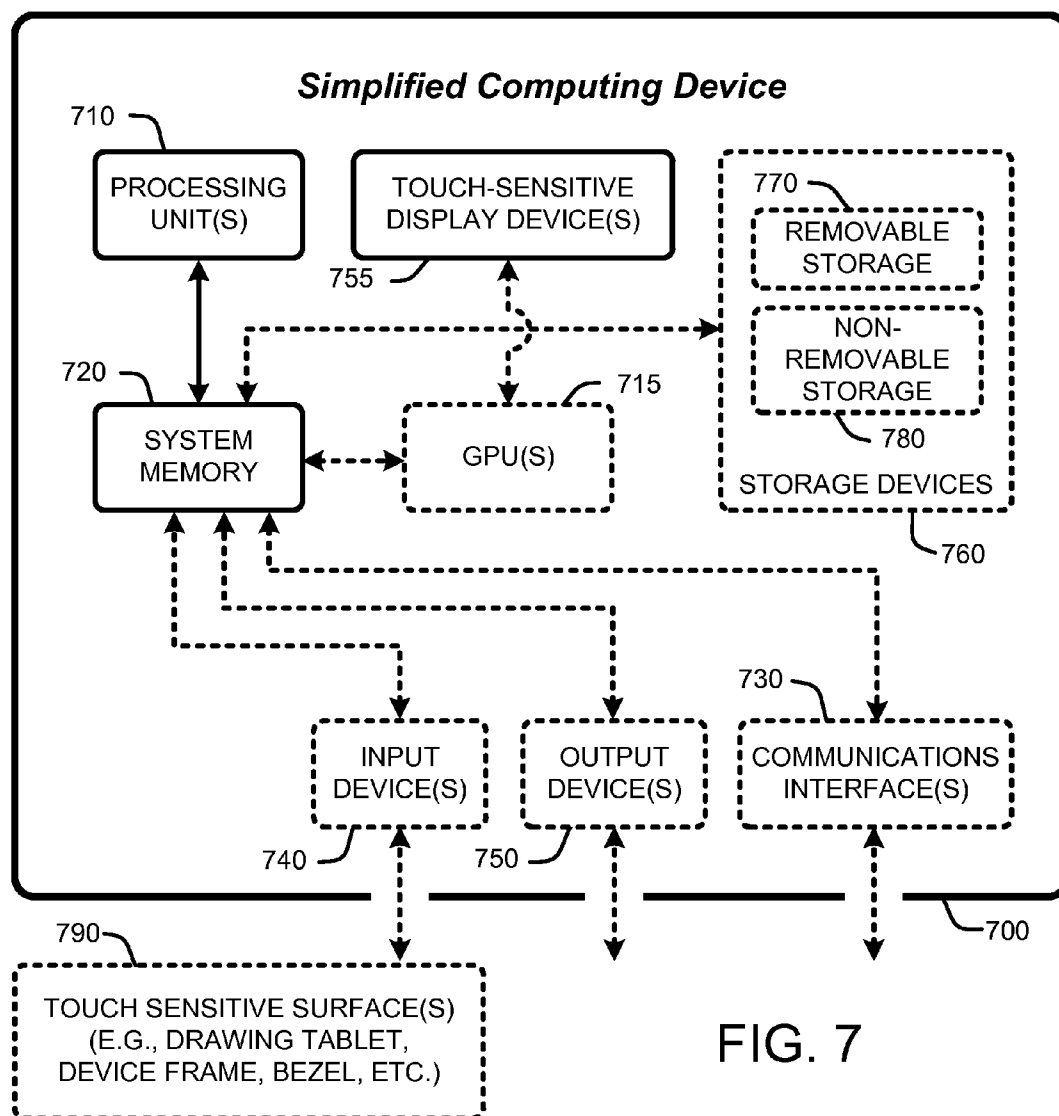 Simplified Computing Device
710
PROCESSING
UNIT(S)
TOUCH-SENSITIVE
DISPLAY DEVICE(S)
755
770
REMOVABLE
STORAGE
NON-
REMOVABLE
STORAGE
780
STORAGE DEVICES
760
720
SYSTEM
MEMORY
715
GPU(S)
730
INPUT
DEVICE(S)
740
OUTPUT
DEVICE(S)
750
COMMUNICATIONS
INTERFACE(S)
700
790
TOUCH SENSITIVE SURFACE(S)
(E.G., DRAWING TABLET,
DEVICE FRAME, BEZEL, ETC.)
FIG. 7